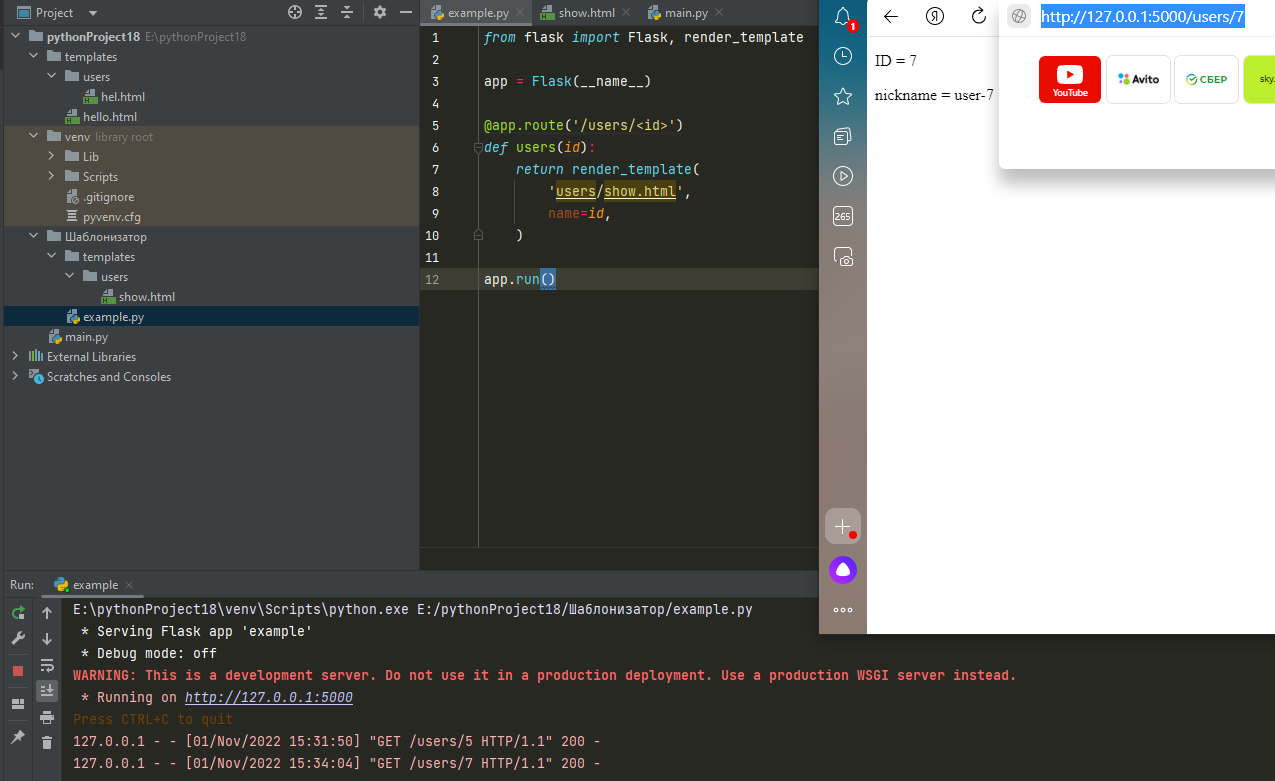 Project
pythonProject18 E:\pythonProject18
templates
users
hel.html
hello.html
venv library root
Lib
Scripts
.gitignore
pyvenv.cfg
Шаблонизатор
templates
users
show.html
example.py
main.py
External Libraries
Scratches and Consoles
example.py
show.html
main.py
1 from flask import Flask, render_template
2
3 app = Flask(__name__)
4
5 @app.route('/users/<id>')
6 def users(id):
7 return render_template(
8 'users/show.html',
9 name=id,
10 )
11
12 app.run()
1
265
http://127.0.0.1:5000/users/7
ID = 7
nickname = user-7
YouTube
Avito
СБЕР
sky.
Run: example
E:\pythonProject18\venv\Scripts\python.exe E:/pythonProject18/Шаблонизатор/example.py
* Serving Flask app 'example'
* Debug mode: off
WARNING: This is a development server. Do not use it in a production deployment. Use a production WSGI server instead.
* Running on http://127.0.0.1:5000
Press CTRL+C to quit
127.0.0.1 - - [01/Nov/2022 15:31:50] "GET /users/5 HTTP/1.1" 200 -
127.0.0.1 - - [01/Nov/2022 15:34:04] "GET /users/7 HTTP/1.1" 200 -